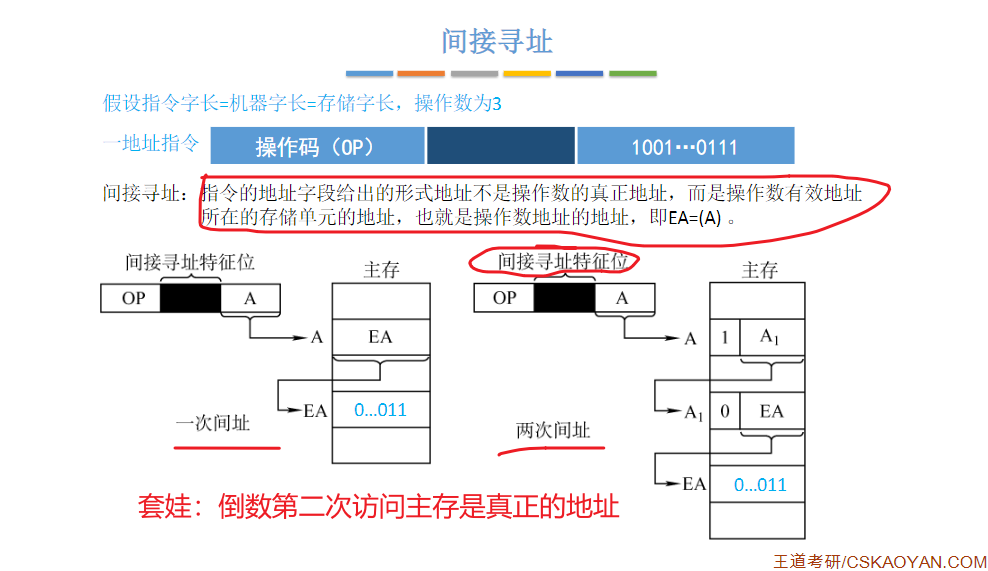 间接寻址
假设指令字长=机器字长=存储字长，操作数为3
一地址指令 操作码（OP） 1001…0111
间接寻址：指令的地址字段给出的形式地址不是操作数的真正地址，而是操作数有效地址
所在的存储单元的地址，也就是操作数地址的地址，即EA=(A) 。
间接寻址特征位
主存
OP
A
A
EA
EA
0...011
一次间址
间接寻址特征位
主存
OP
A
A
1
A₁
A₁
0
EA
两次间址
EA
0...011
套娃：倒数第二次访问主存是真正的地址
王道考研/CSKAOYAN.COM